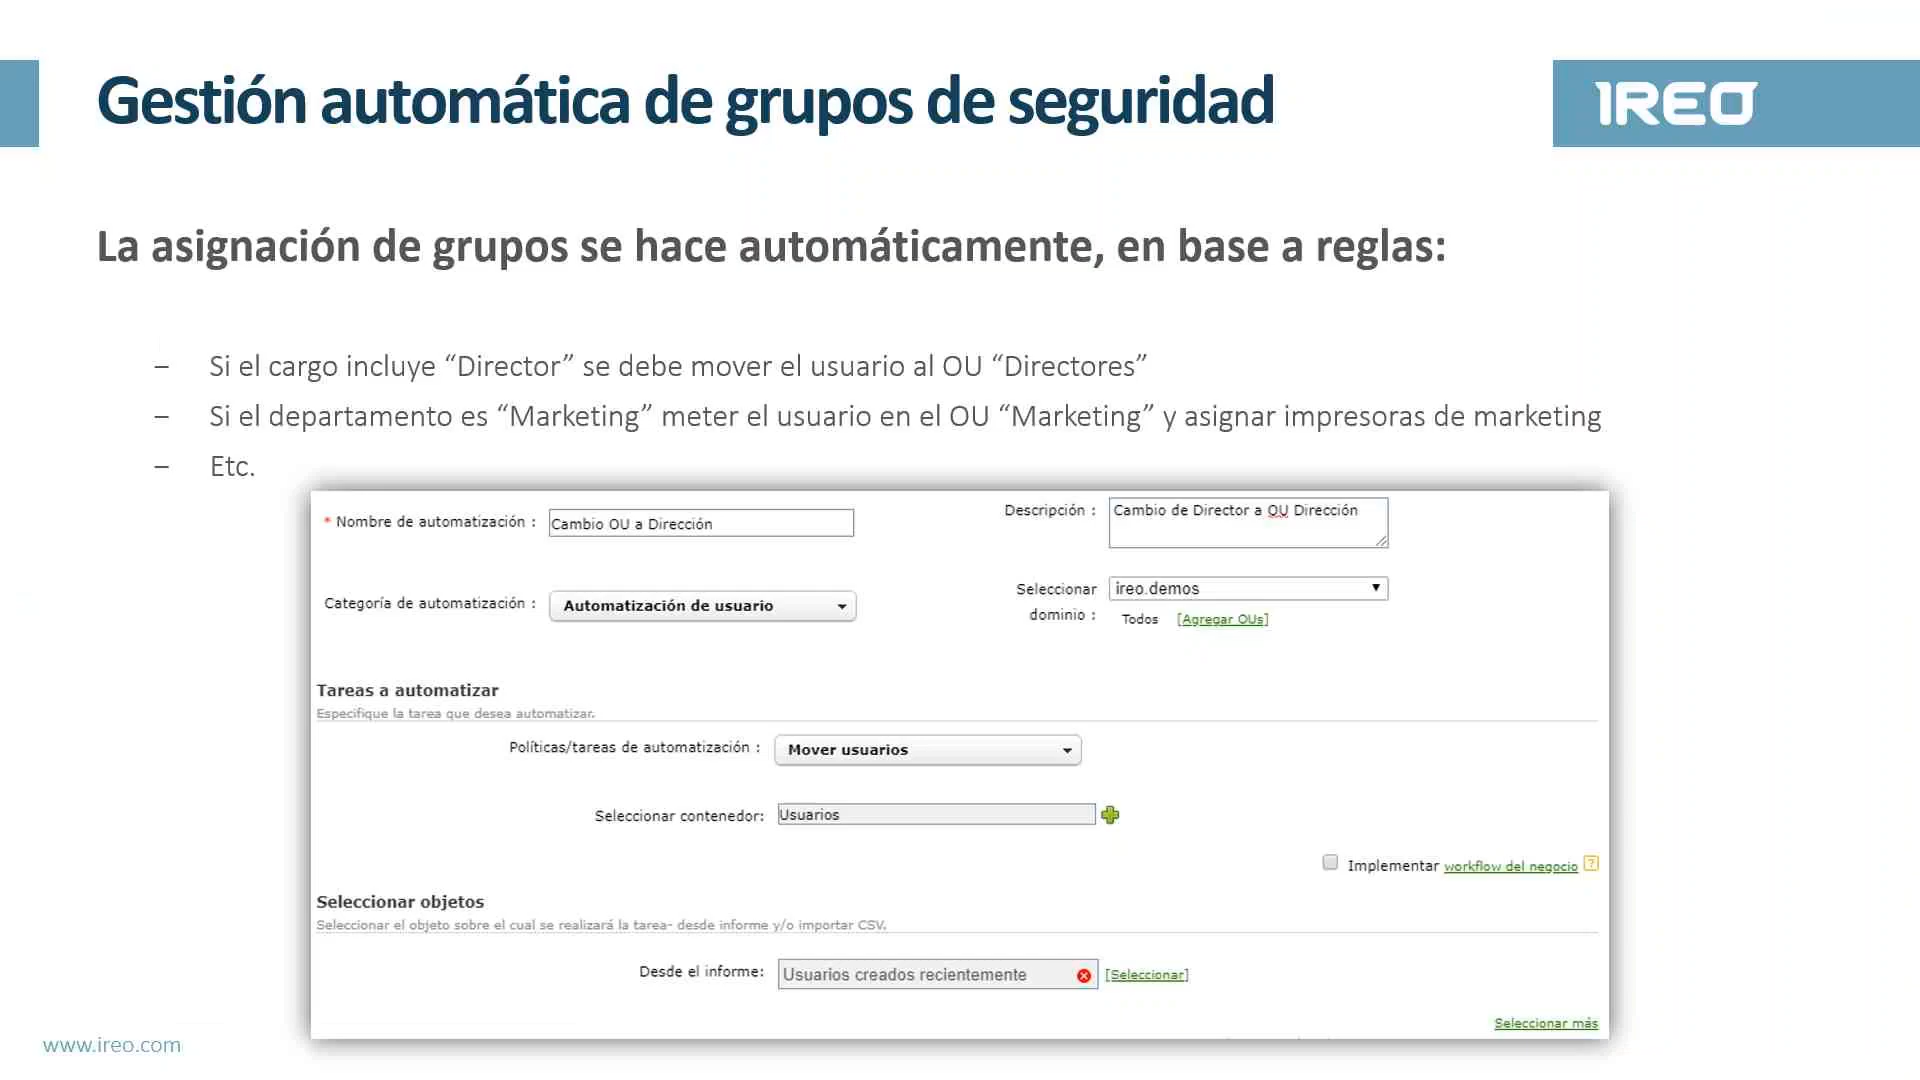 Gestión automática de grupos de seguridad
IREO
La asignación de grupos se hace automáticamente, en base a reglas:
– Si el cargo incluye “Director” se debe mover el usuario al OU “Directores”
– Si el departamento es “Marketing” meter el usuario en el OU “Marketing” y asignar impresoras de marketing
– Etc.
* Nombre de automatización : Cambio OU a Dirección
Descripción : Cambio de Director a OU Dirección
Categoría de automatización : Automatización de usuario
Seleccionar dominio : ireo.demos
Todos [Agregar OUs]
Tareas a automatizar
Especifique la tarea que desea automatizar.
Políticas/tareas de automatización : Mover usuarios
Seleccionar contenedor: Usuarios
Implementar workflow del negocio ?
Seleccionar objetos
Seleccionar el objeto sobre el cual se realizará la tarea- desde informe y/o importar CSV.
Desde el informe: Usuarios creados recientemente [Seleccionar]
Seleccionar más
www.ireo.com